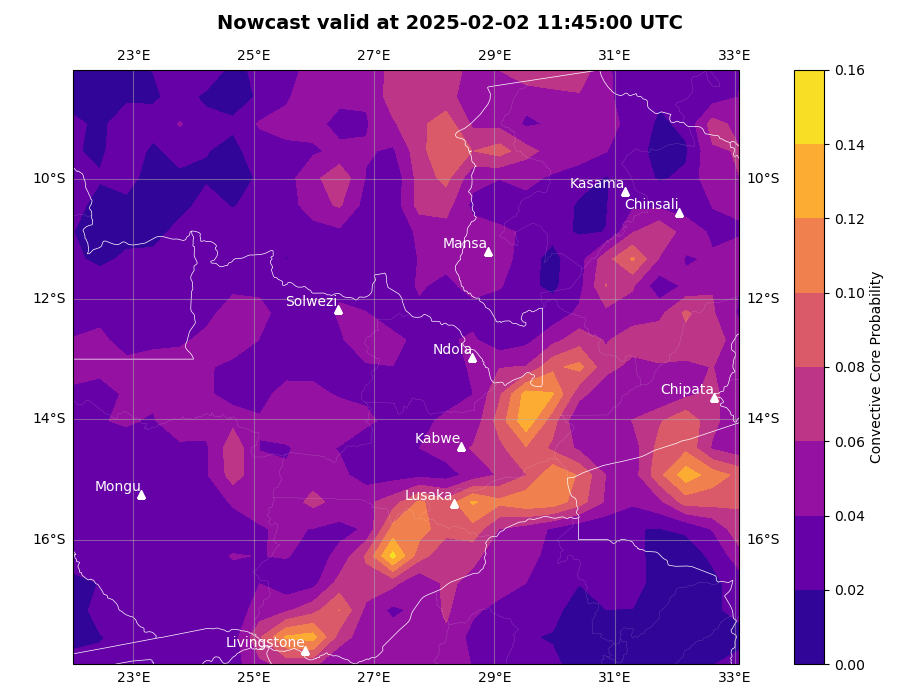 Nowcast valid at 2025-02-02 11:45:00 UTC
23°E 25°E 27°E 29°E 31°E 33°E
0.16
0.14
10°S Kasama 10°S
Chinsali
0.12
Mansa
12°S Solwezi 12°S
0.10
Ndola
0.08
Chipata
14°S 14°S
Kabwe
0.06
Mongu Lusaka
0.04
16°S 16°S
0.02
Livingstone
0.00
23°E 25°E 27°E 29°E 31°E 33°E
Convective Core Probability